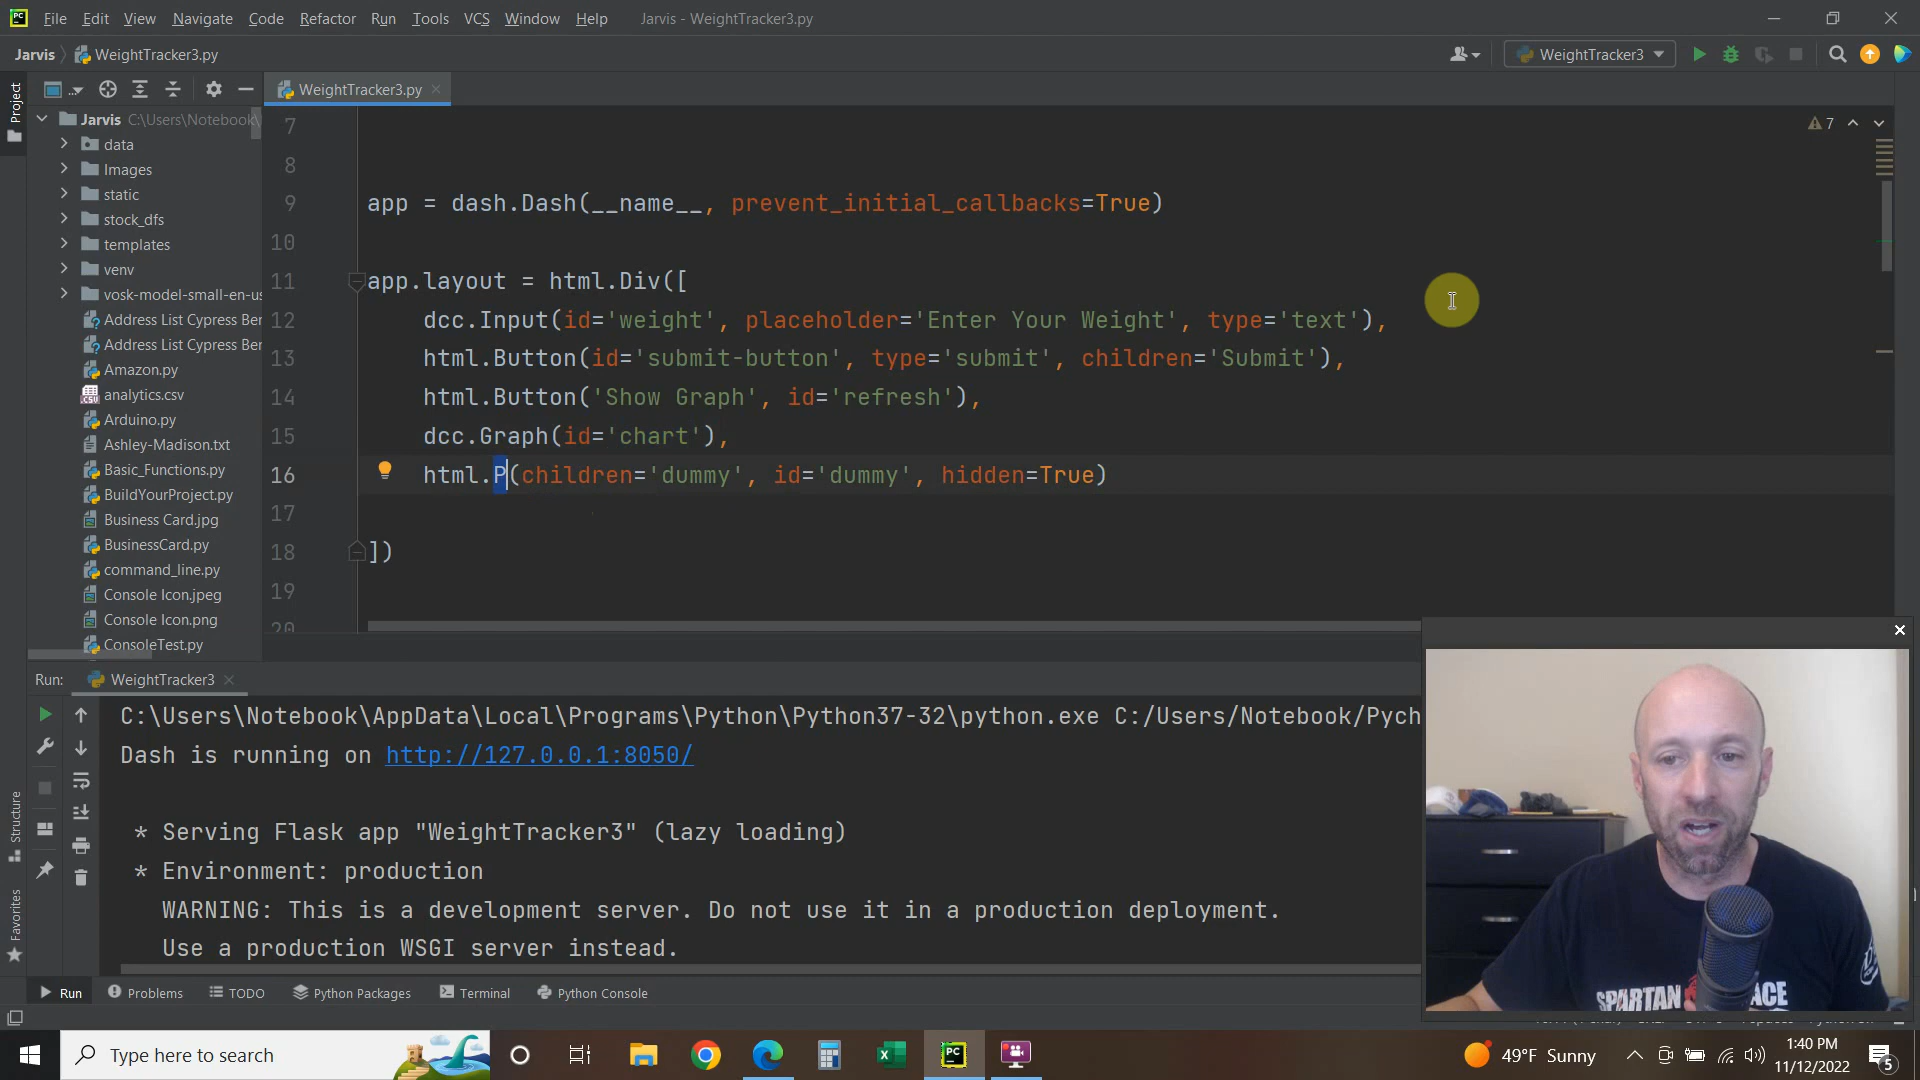 File Edit View Navigate Code Refactor Run Tools VCS Window Help Jarvis - WeightTracker3.py
Jarvis WeightTracker3.py WeightTracker3
Project
WeightTracker3.py
Jarvis C:\Users\Notebook\
data
Images
static
stock_dfs
templates
venv
vosk-model-small-en-us
Address List Cypress Ber
Address List Cypress Ber
Amazon.py
analytics.csv
Arduino.py
Ashley-Madison.txt
Basic_Functions.py
BuildYourProject.py
Business Card.jpg
BusinessCard.py
command_line.py
Console Icon.jpeg
Console Icon.png
ConsoleTest.py
7
7
8
9 app = dash.Dash(__name__, prevent_initial_callbacks=True)
10
11 app.layout = html.Div([
12 dcc.Input(id='weight', placeholder='Enter Your Weight', type='text'),
13 html.Button(id='submit-button', type='submit', children='Submit'),
14 html.Button('Show Graph', id='refresh'),
15 dcc.Graph(id='chart'),
16 html.P(children='dummy', id='dummy', hidden=True)
17
18 ])
19
20
Run: WeightTracker3
C:\Users\Notebook\AppData\Local\Programs\Python\Python37-32\python.exe C:/Users/Notebook/Pych
Dash is running on http://127.0.0.1:8050/
* Serving Flask app "WeightTracker3" (lazy loading)
* Environment: production
WARNING: This is a development server. Do not use it in a production deployment.
Use a production WSGI server instead.
Structure
Favorites
SPARTAN RACE
Run Problems TODO Python Packages Terminal Python Console
Type here to search
49°F Sunny
1:40 PM
11/12/2022
5